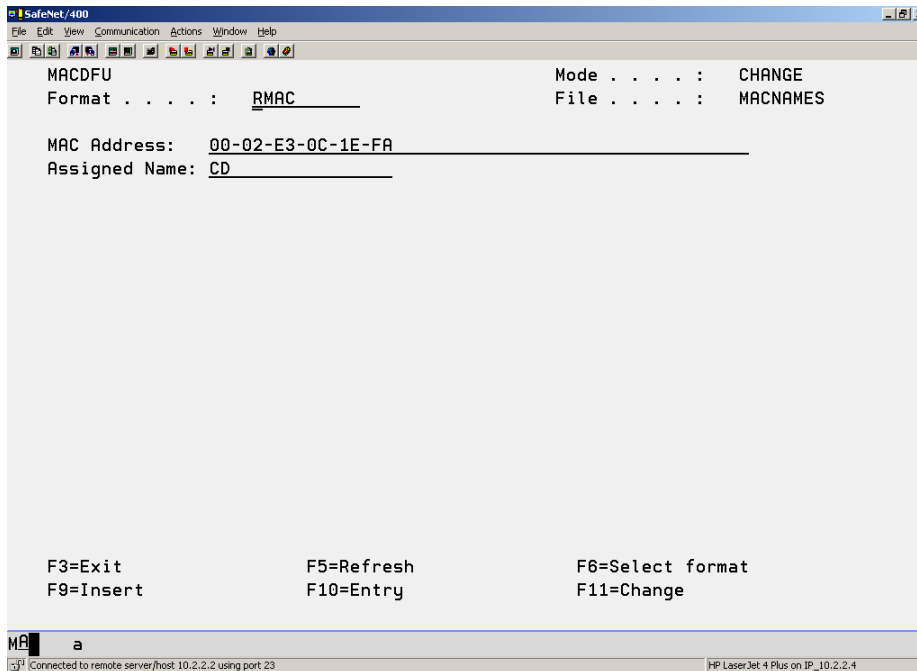 SafeNet/400
File Edit View Communication Actions Window Help
MACDFU Mode . . . . : CHANGE
Format . . . . : RMAC File . . . . : MACNAMES
MAC Address: 00-02-E3-0C-1E-FA
Assigned Name: CD
F3=Exit F5=Refresh F6=Select format
F9=Insert F10=Entry F11=Change
MA a
Connected to remote server/host 10.2.2.2 using port 23 HP LaserJet 4 Plus on IP_10.2.2.4